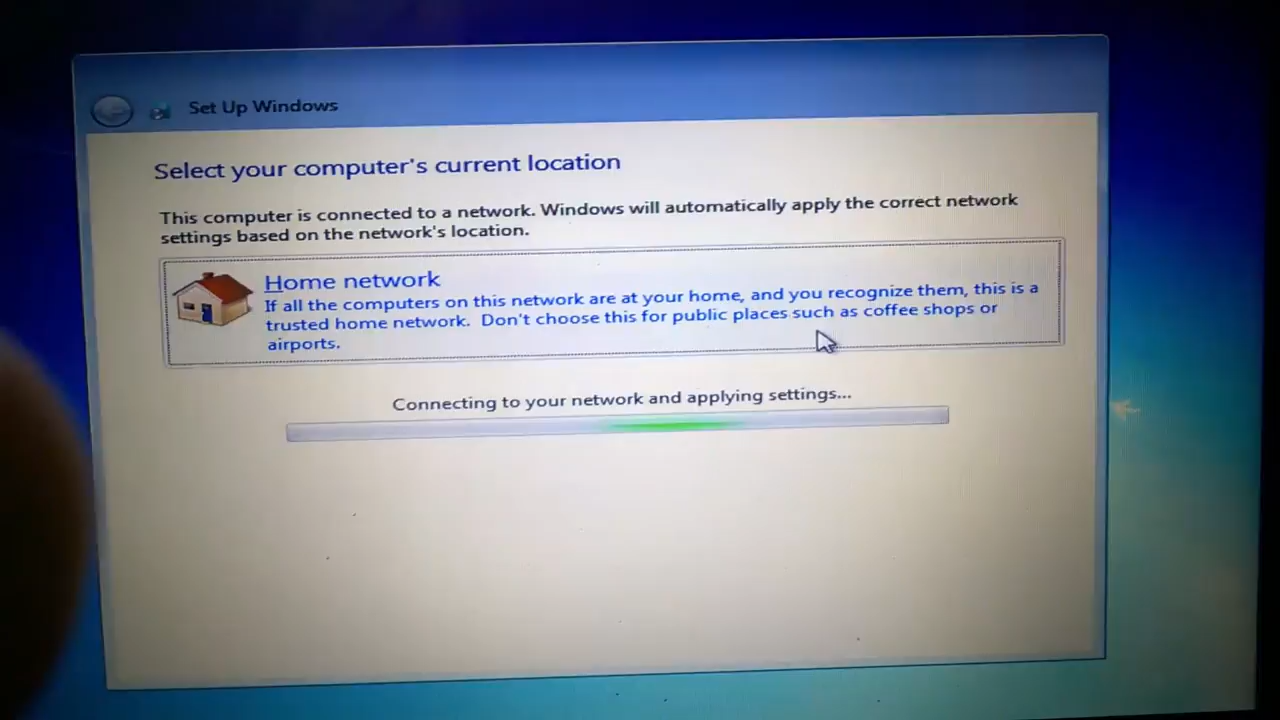 Set Up Windows
Select your computer's current location
This computer is connected to a network. Windows will automatically apply the correct network
settings based on the network's location.
Home network
If all the computers on this network are at your home, and you recognize them, this is a
trusted home network. Don't choose this for public places such as coffee shops or
airports.
Connecting to your network and applying settings...